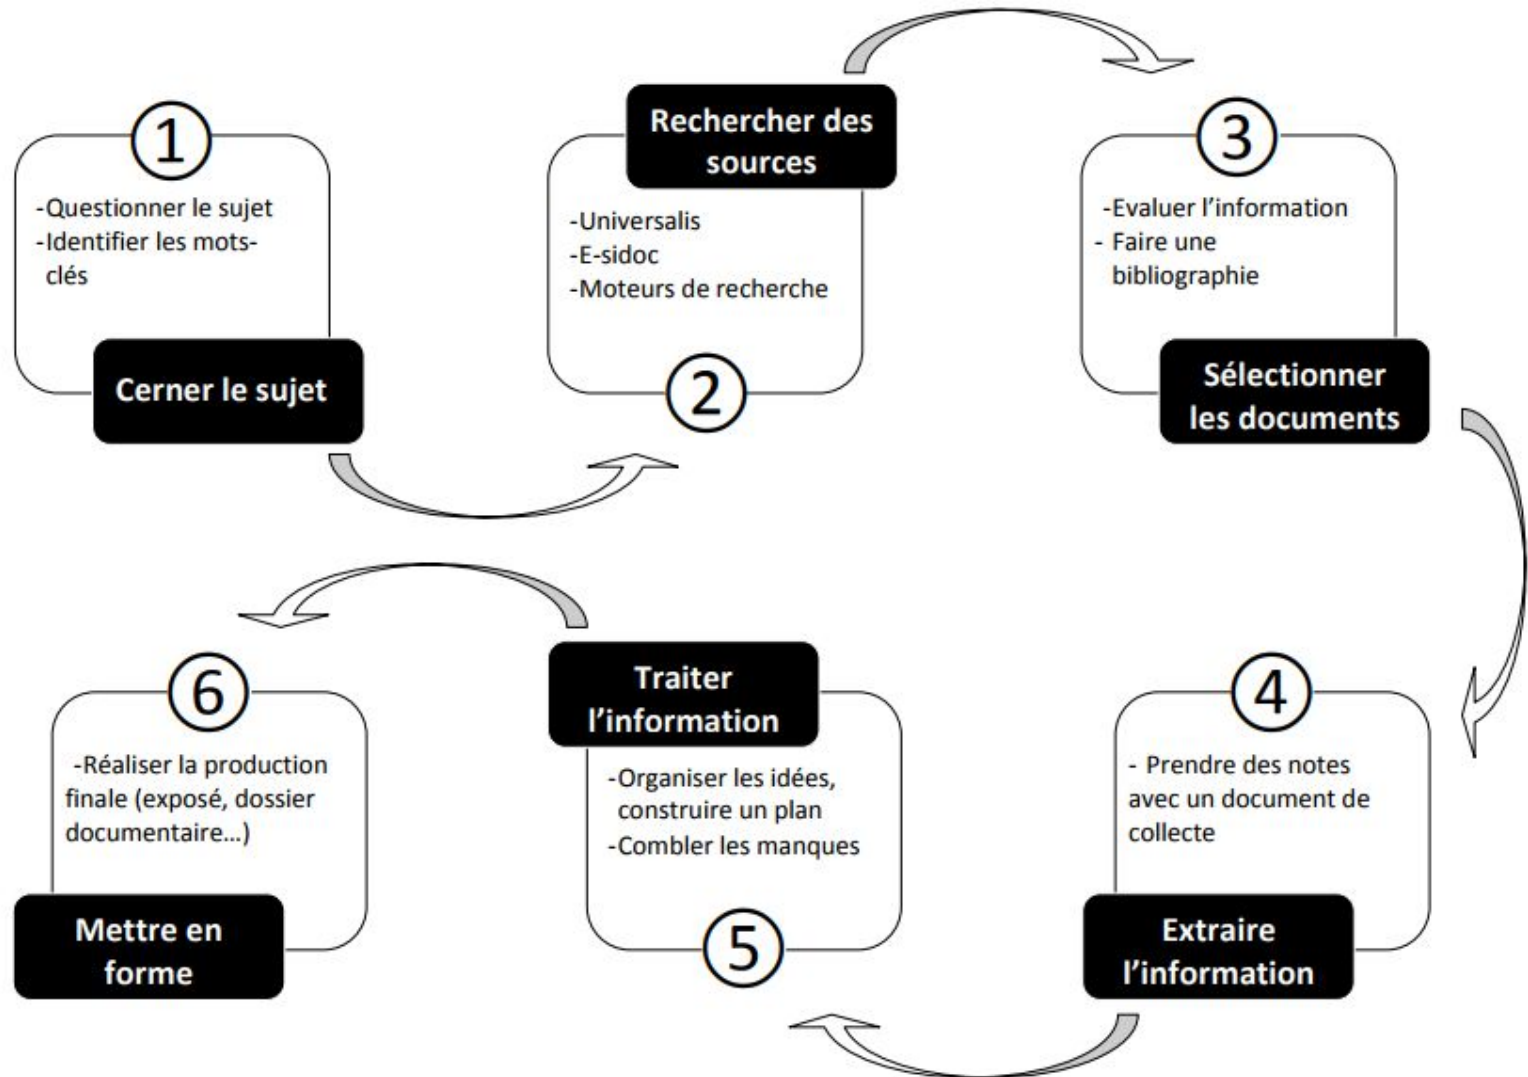 1
-Questionner le sujet
-Identifier les mots-
clés
Cerner le sujet
Rechercher des
sources
-Universalis
-E-sidoc
-Moteurs de recherche
2
3
-Evaluer l’information
- Faire une
bibliographie
Sélectionner
les documents
4
- Prendre des notes
avec un document de
collecte
Extraire
l’information
Traiter
l’information
-Organiser les idées,
construire un plan
-Combler les manques
5
6
-Réaliser la production
finale (exposé, dossier
documentaire…)
Mettre en
forme